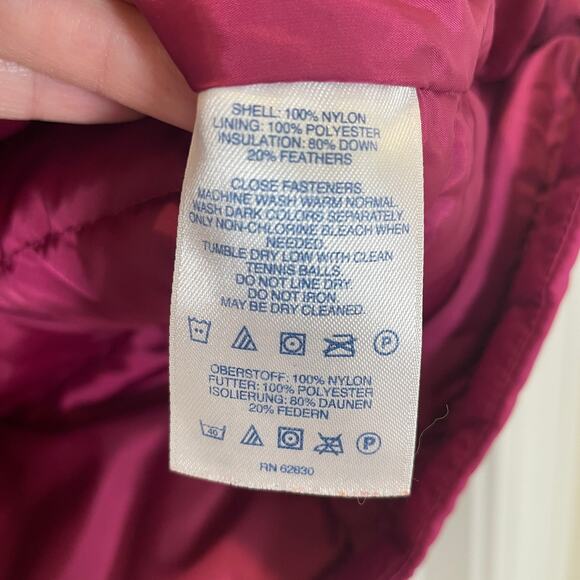 SHELL: 100% NYLON
LINING: 100% POLYESTER
INSULATION: 80% DOWN
20% FEATHERS
CLOSE FASTENERS.
MACHINE WASH WARM NORMAL.
WASH DARK COLORS SEPARATELY.
ONLY NON-CHLORINE BLEACH WHEN
NEEDED.
TUMBLE DRY LOW WITH CLEAN
TENNIS BALLS.
DO NOT LINE DRY.
DO NOT IRON.
MAY BE DRY CLEANED.
P
OBERSTOFF: 100% NYLON
FUTTER: 100% POLYESTER
ISOLIERUNG: 80% DAUNEN
20% FEDERN
40 P
RN 62830